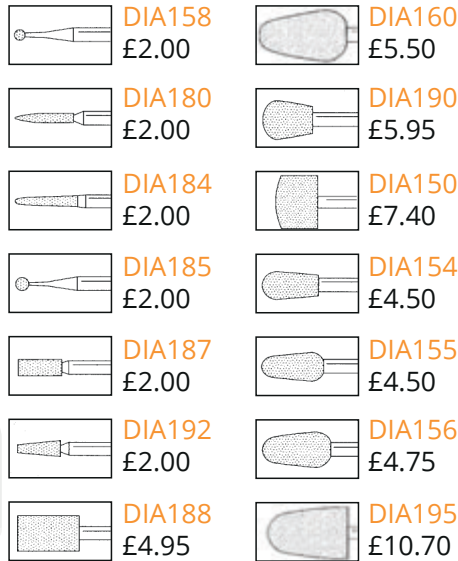 DIA158
£2.00
DIA180
£2.00
DIA184
£2.00
DIA185
£2.00
DIA187
£2.00
DIA192
£2.00
DIA188
£4.95
DIA160
£5.50
DIA190
£5.95
DIA150
£7.40
DIA154
£4.50
DIA155
£4.50
DIA156
£4.75
DIA195
£10.70